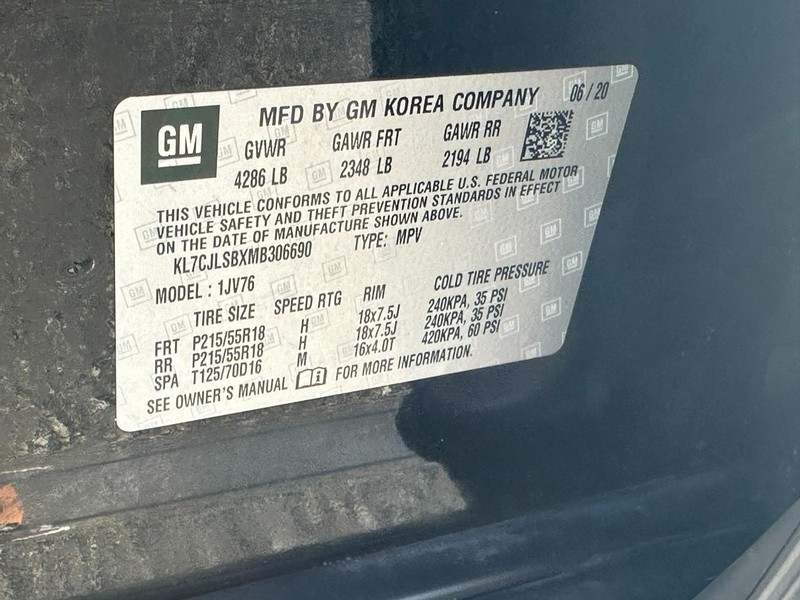 GM
MFD BY GM KOREA COMPANY 06 / 20
GVWR GAWR FRT GAWR RR
4286 LB 2348 LB 2194 LB
THIS VEHICLE CONFORMS TO ALL APPLICABLE U.S. FEDERAL MOTOR
VEHICLE SAFETY AND THEFT PREVENTION STANDARDS IN EFFECT
ON THE DATE OF MANUFACTURE SHOWN ABOVE.
KL7CJLSBXMB306690 TYPE: MPV
MODEL : 1JV76
TIRE SIZE SPEED RTG RIM COLD TIRE PRESSURE
FRT P215/55R18 H 18x7.5J 240KPA, 35 PSI
RR P215/55R18 H 18x7.5J 240KPA, 35 PSI
SPA T125/70D16 M 16x4.0T 420KPA, 60 PSI
SEE OWNER'S MANUAL FOR MORE INFORMATION.